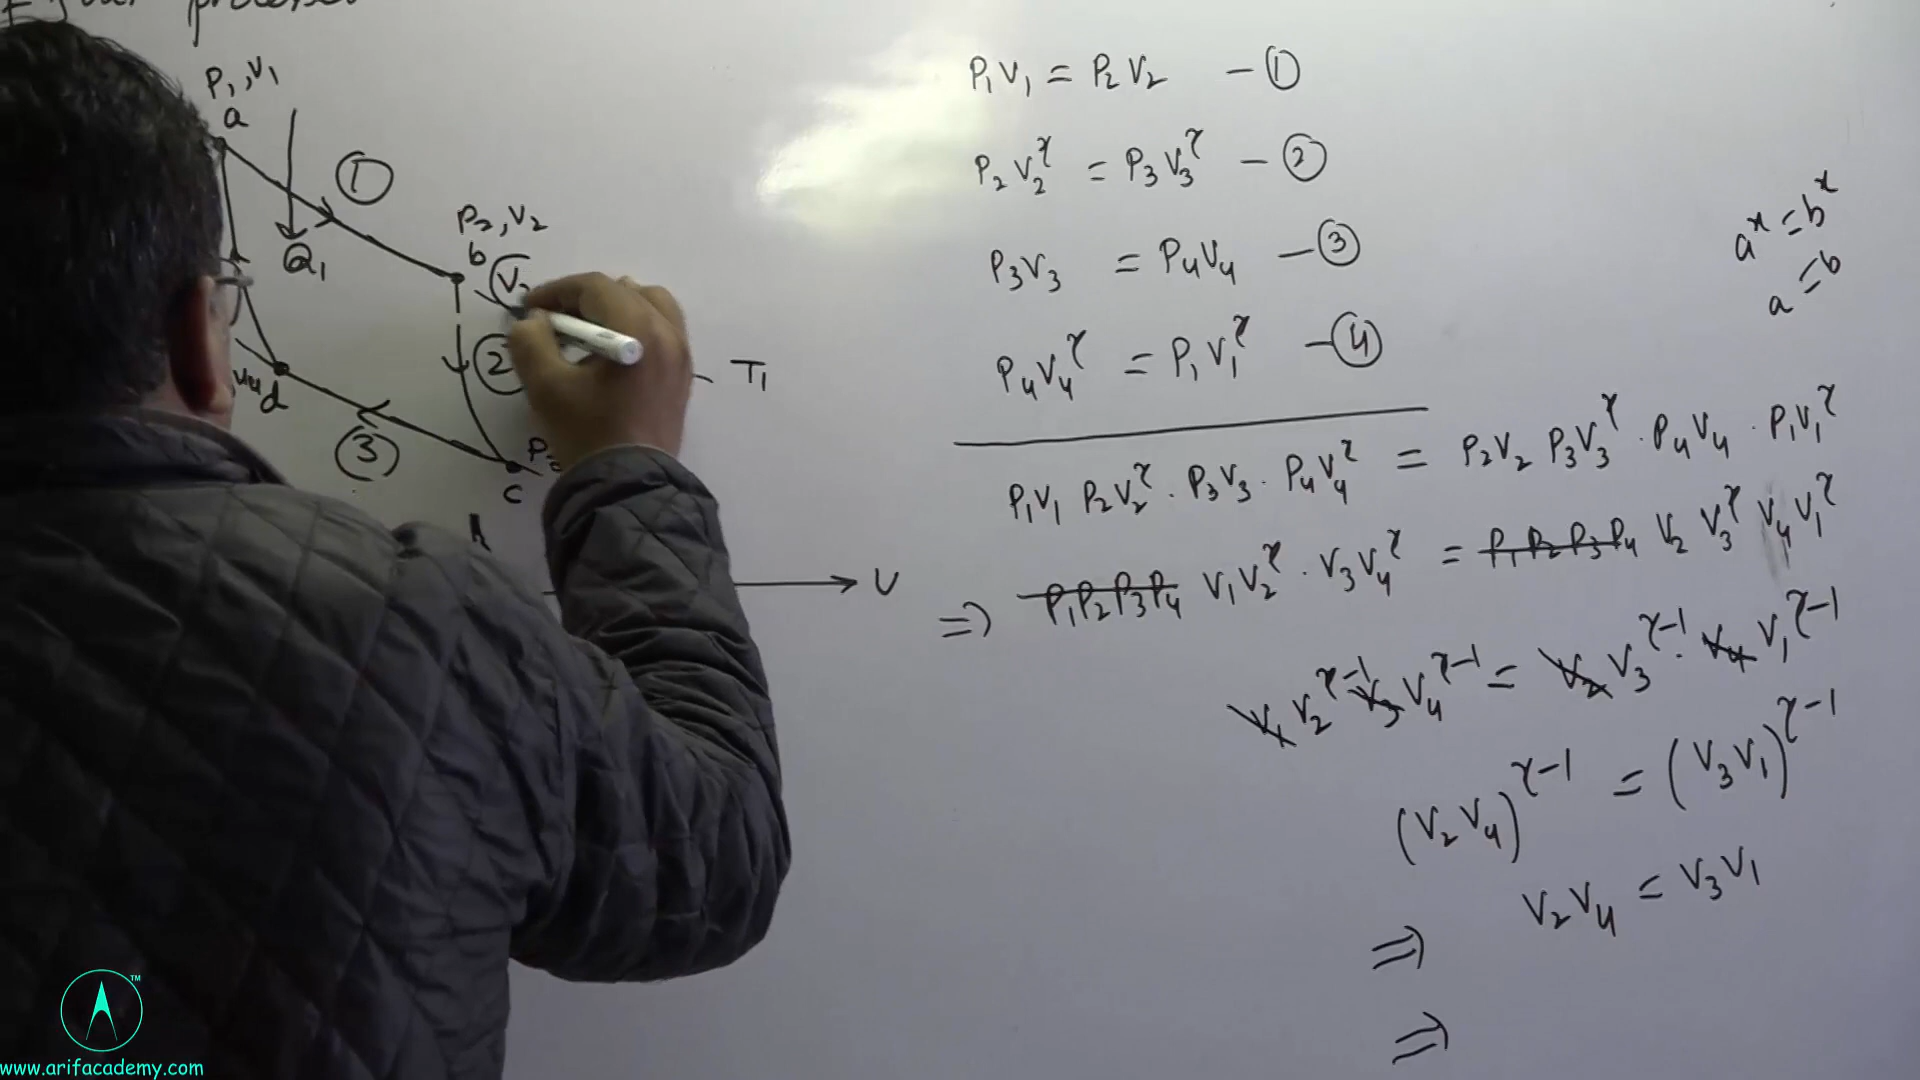 P₁,V₁
a
①
Q₁
P₂,V₂
b
②
T₁
V₄
d
③
c
V
P₁V₁ = P₂V₂ —①
P₂V₂^γ = P₃V₃^γ —②
P₃V₃ = P₄V₄ —③
P₄V₄^γ = P₁V₁^γ —④
a^x = b^x
a = b
P₁V₁ P₂V₂^γ · P₃V₃ · P₄V₄^γ = P₂V₂ P₃V₃^γ · P₄V₄ · P₁V₁^γ
⇒ P₁P₂P₃P₄ V₁V₂^γ · V₃V₄^γ = P₁P₂P₃P₄ V₂ V₃^γ V₄V₁^γ
V₁ V₂^γ-1 V₃ V₄^γ-1 = V₂ V₃^γ-1 · V₄ V₁^γ-1
(V₂V₄)^γ-1 = (V₃V₁)^γ-1
⇒ V₂V₄ = V₃V₁
⇒
TM
www.arifacademy.com